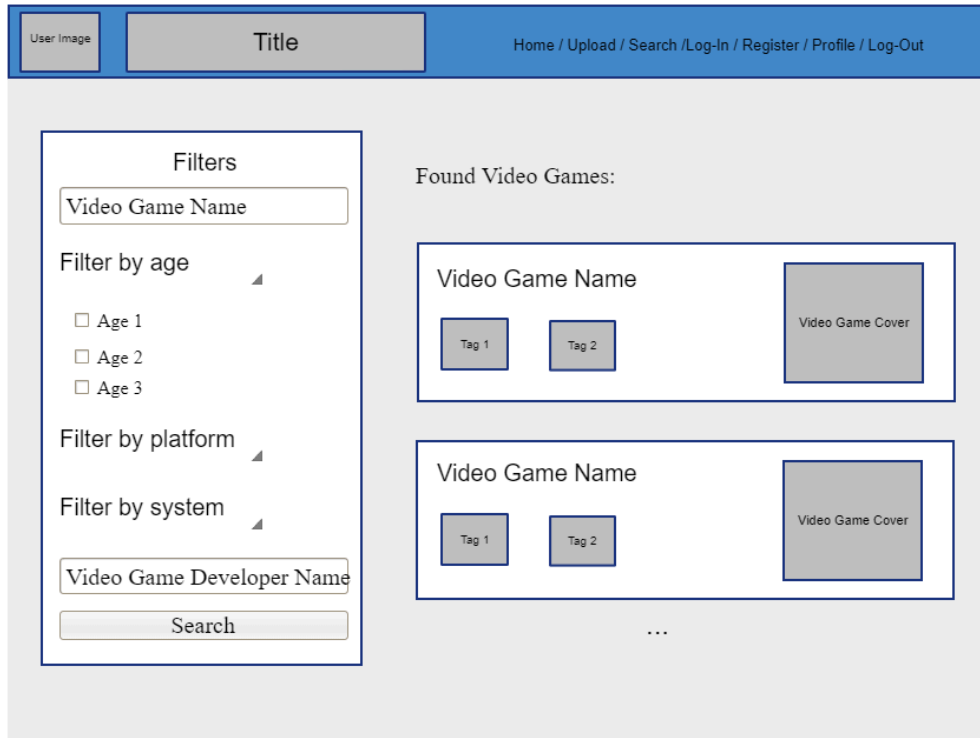 User Image
Title
Home / Upload / Search /Log-In / Register / Profile / Log-Out
Filters
Video Game Name
Filter by age
Age 1
Age 2
Age 3
Filter by platform
Filter by system
Video Game Developer Name
Search
Found Video Games:
Video Game Name
Tag 1
Tag 2
Video Game Cover
Video Game Name
Tag 1
Tag 2
Video Game Cover
...